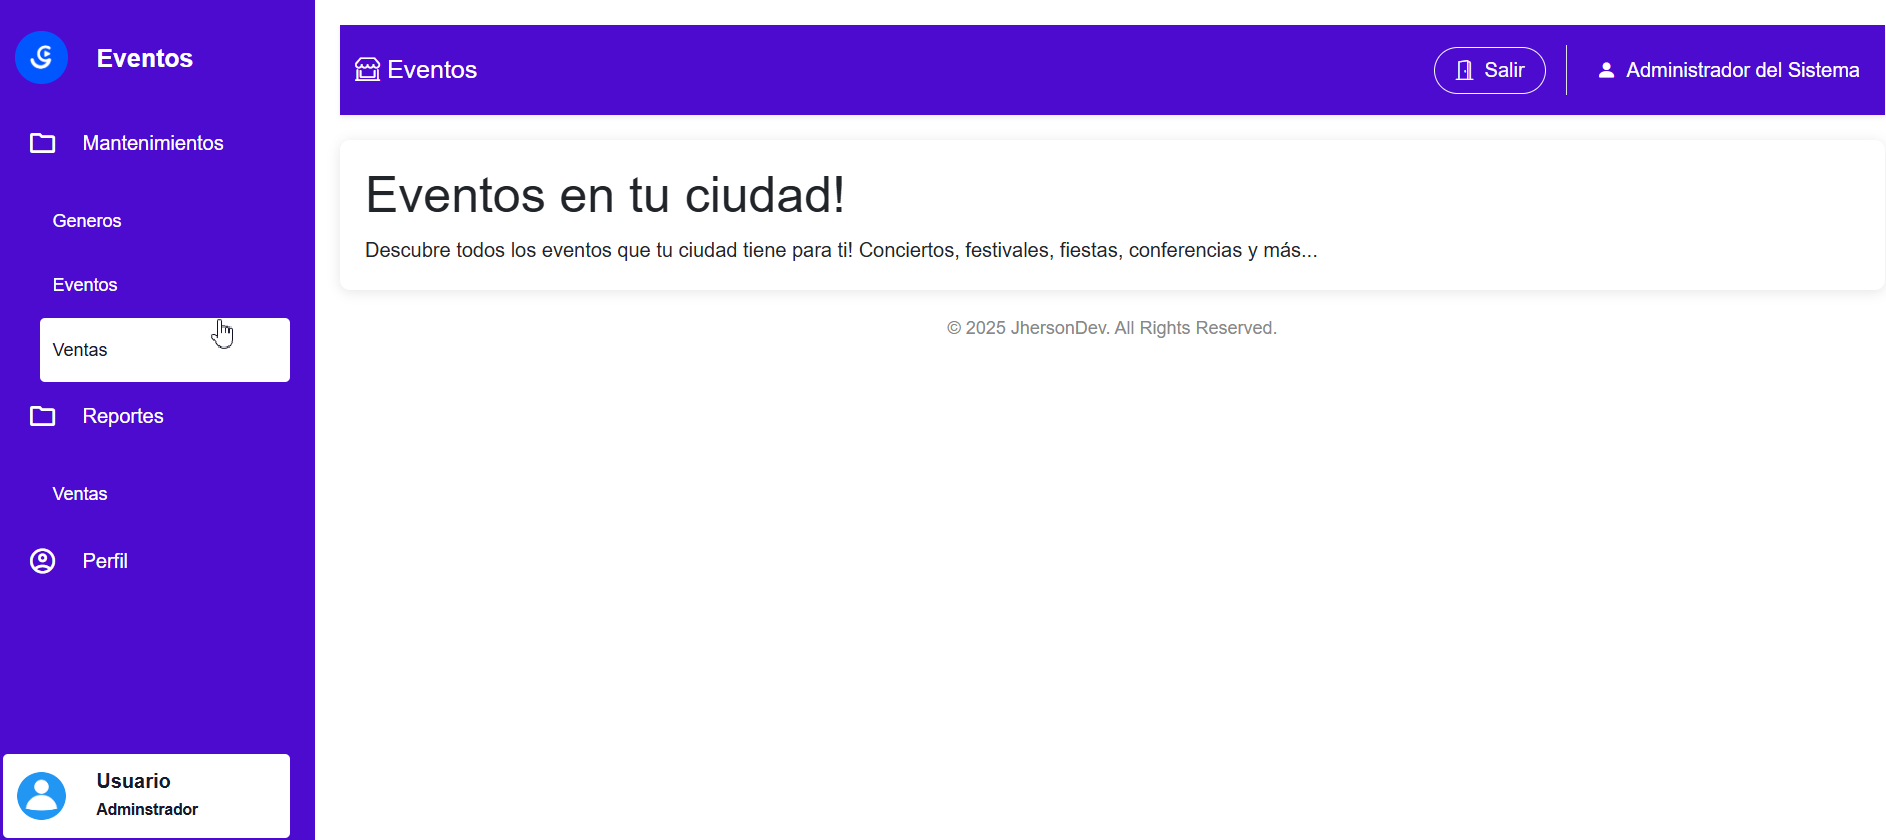 Eventos
Mantenimientos
Generos
Eventos
Ventas
Reportes
Ventas
Perfil
Usuario
Adminstrador
Eventos
Salir
Administrador del Sistema
Eventos en tu ciudad!
Descubre todos los eventos que tu ciudad tiene para ti! Conciertos, festivales, fiestas, conferencias y más...
© 2025 JhersonDev. All Rights Reserved.